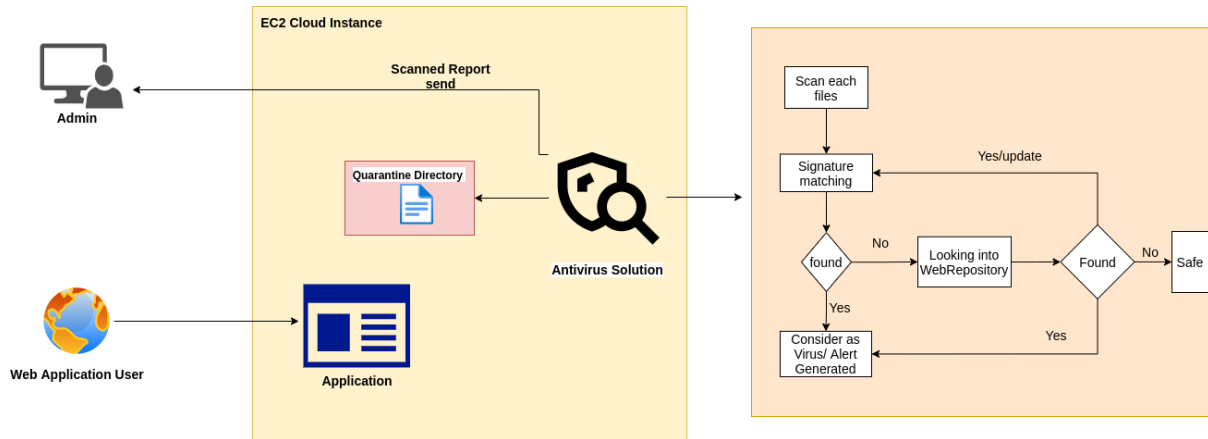 EC2 Cloud Instance
Scanned Report
send
Admin
Quarantine Directory
Antivirus Solution
Web Application User
Application
Scan each
files
Signature
matching
Yes/update
found
No
Looking into
WebRepository
Found
No
Safe
Yes
Consider as
Virus/ Alert
Generated
Yes